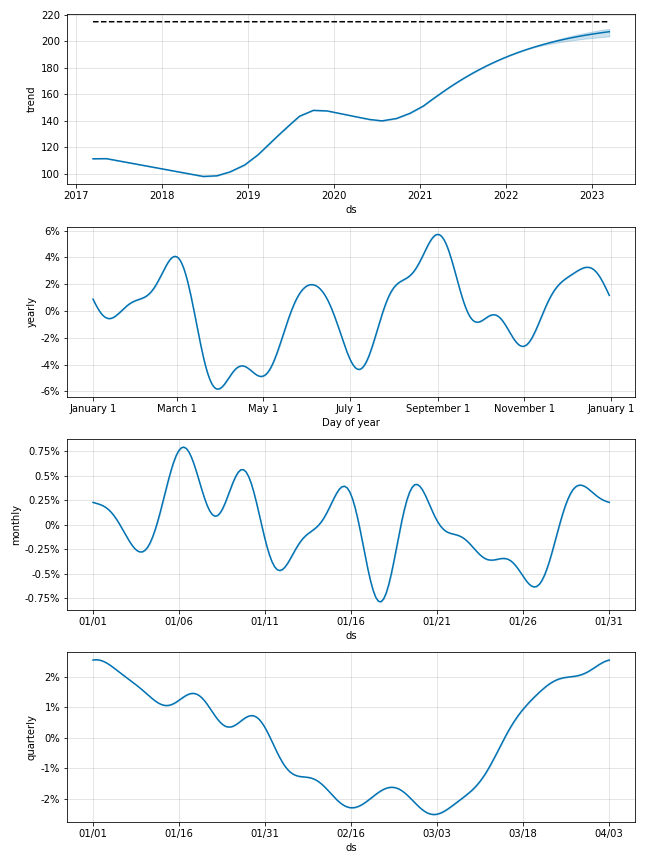 220
200
180
160
140
120
100
trend
2017 2018 2019 2020 2021 2022 2023
ds
6%
4%
2%
0%
-2%
-4%
-6%
yearly
January 1 March 1 May 1 July 1 September 1 November 1 January 1
Day of year
0.75%
0.5%
0.25%
0%
-0.25%
-0.5%
-0.75%
monthly
01/01 01/06 01/11 01/16 01/21 01/26 01/31
ds
2%
1%
0%
-1%
-2%
quarterly
01/01 01/16 01/31 02/16 03/03 03/18 04/03
ds